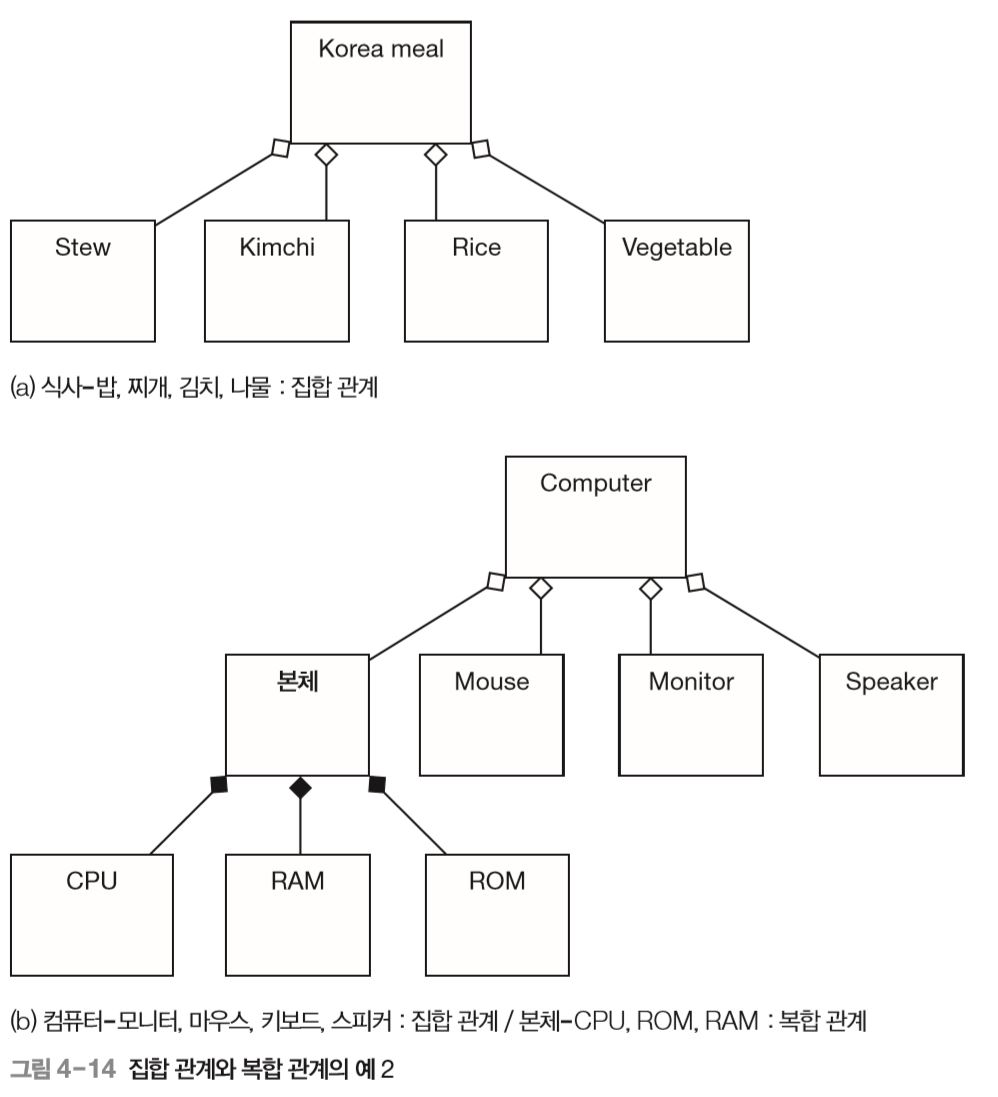 Korea meal
Stew Kimchi Rice Vegetable
(a) 식사-밥, 찌개, 김치, 나물 : 집합 관계
Computer
본체 Mouse Monitor Speaker
CPU RAM ROM
(b) 컴퓨터-모니터, 마우스, 키보드, 스피커 : 집합 관계 / 본체-CPU, ROM, RAM : 복합 관계
그림 4-14 집합 관계와 복합 관계의 예 2